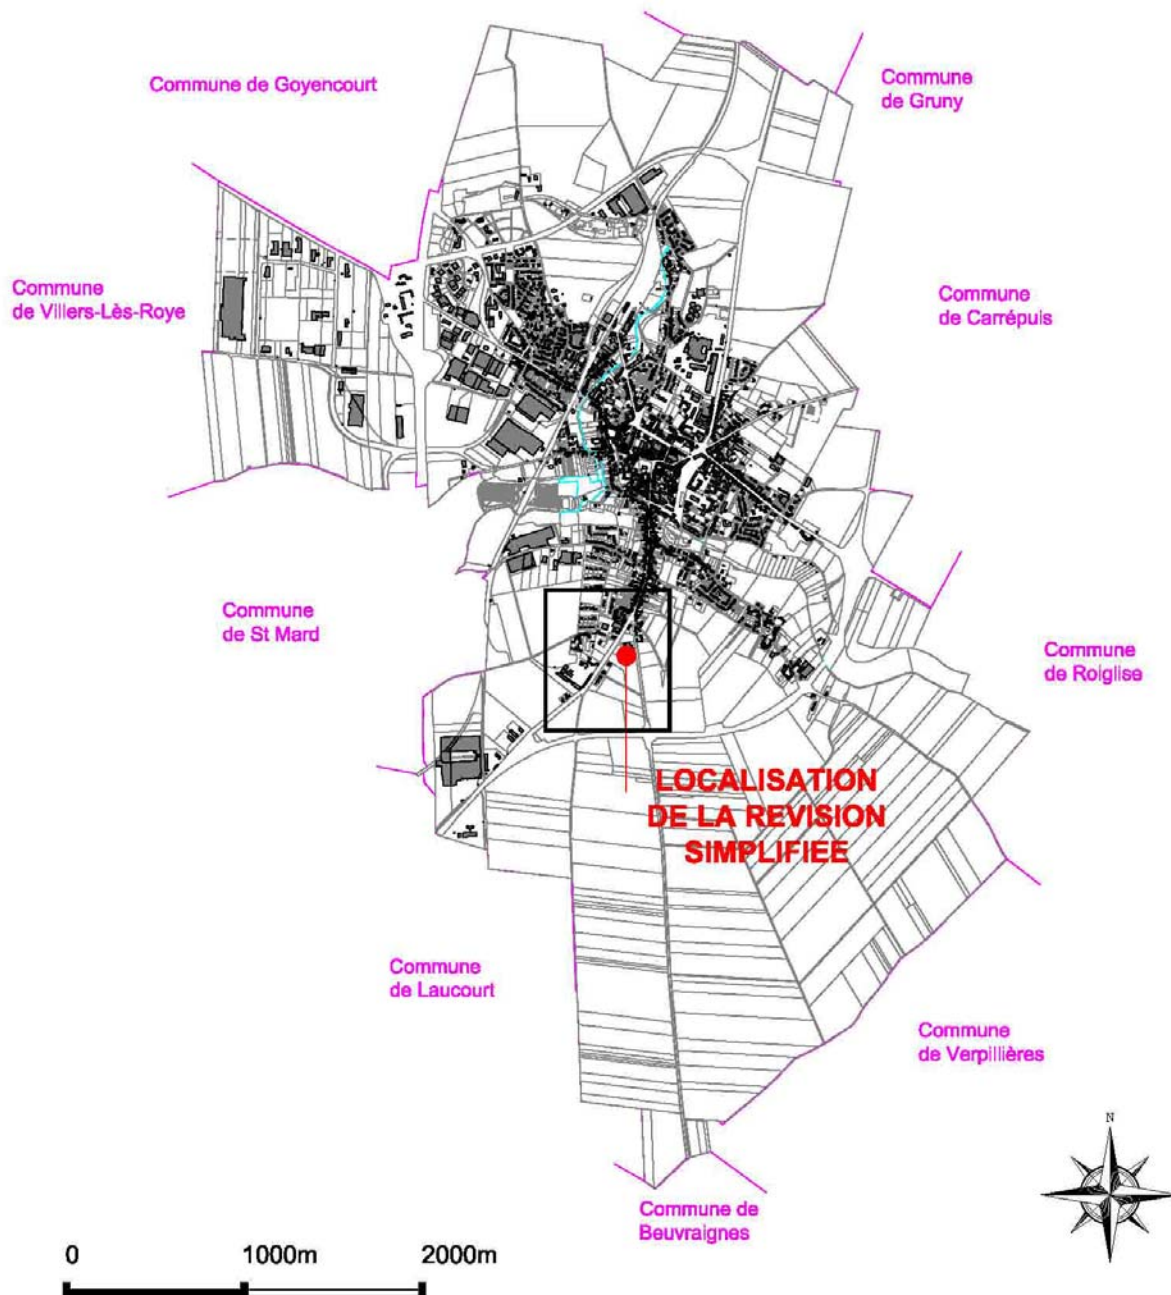 Commune de Goyencourt
Commune
de Gruny
Commune
de Villers-Lès-Roye
Commune
de Carrépuis
Commune
de St Mard
Commune
de Roiglise
LOCALISATION
DE LA REVISION
SIMPLIFIEE
Commune
de Laucourt
Commune
de Verpillières
N
Commune de
Beuvraignes
0 1000m 2000m